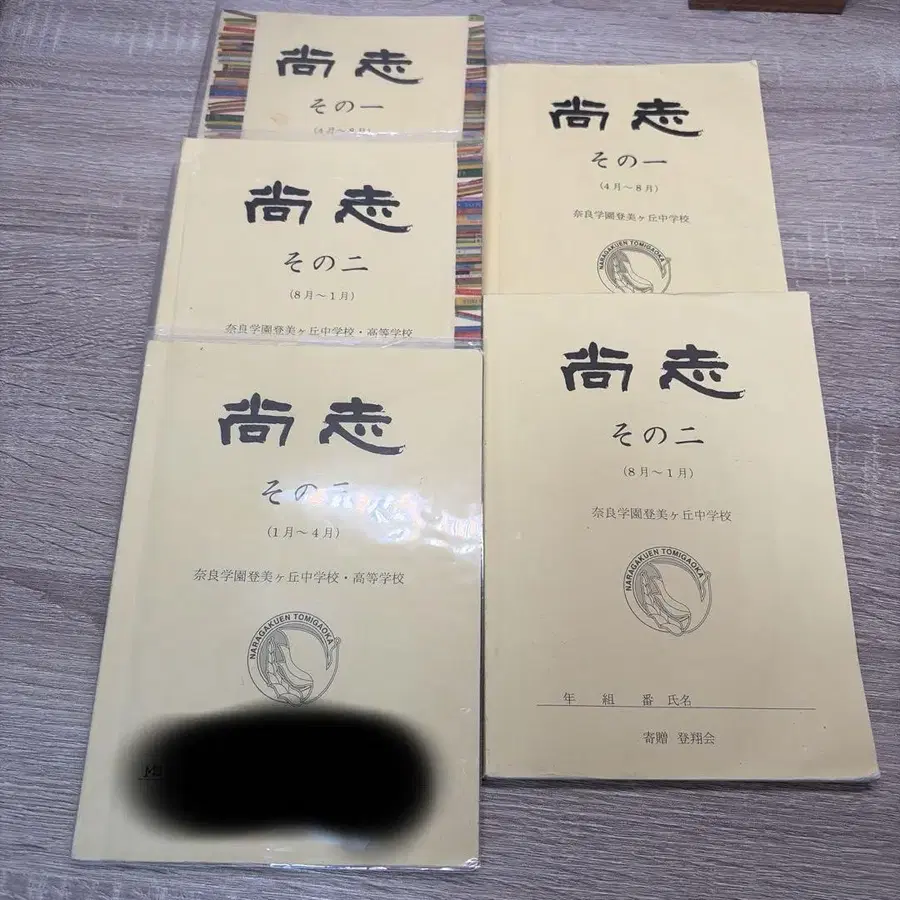 尚志
その一
(4月～8月)
尚志
その二
(8月～1月)
奈良学園登美ヶ丘中学校・高等学校
尚志
その三
(1月～4月)
奈良学園登美ヶ丘中学校・高等学校
NARAGAKUEN TOMIGAOKA
尚志
その一
(4月～8月)
奈良学園登美ヶ丘中学校
NARAGAKUEN TOMIGAOKA
尚志
その二
(8月～1月)
奈良学園登美ヶ丘中学校
NARAGAKUEN TOMIGAOKA
年 組 番 氏名
寄贈 登翔会